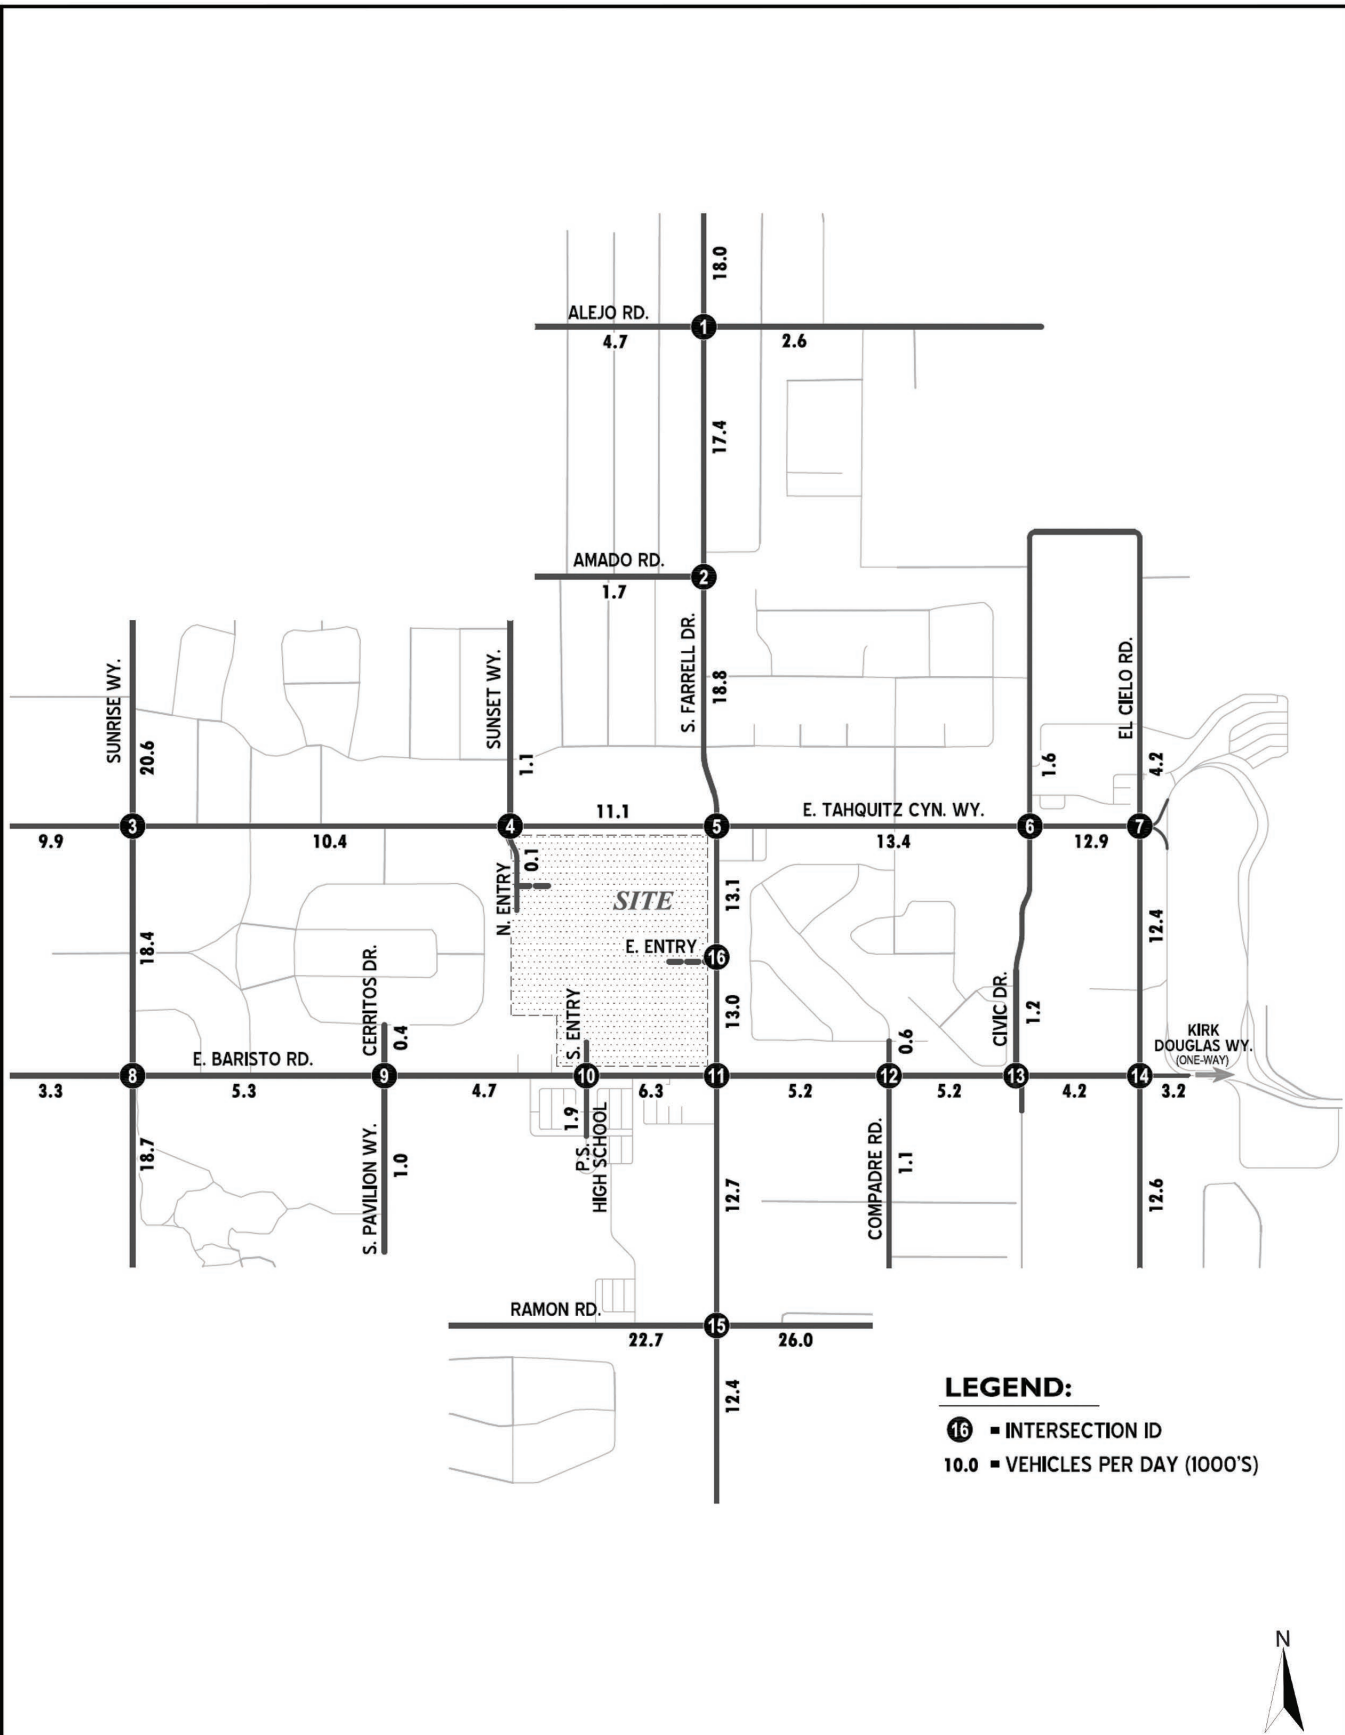 18.0
ALEJO RD.
1
4.7
2.6
17.4
AMADO RD.
2
1.7
S. FARRELL DR.
18.8
SUNRISE WY.
20.6
SUNSET WY.
1.1
EL CIELO RD.
4.2
1.6
11.1
E. TAHQUITZ CYN. WY.
3
4
5
6
7
9.9
10.4
13.4
12.9
0.1
N. ENTRY
SITE
13.1
18.4
12.4
E. ENTRY
16
CERRITOS DR.
0.4
S. ENTRY
13.0
CIVIC DR.
1.2
0.6
KIRK
DOUGLAS WY.
(ONE-WAY)
E. BARISTO RD.
8
9
10
11
12
13
14
3.3
5.3
4.7
6.3
5.2
5.2
4.2
3.2
18.7
S. PAVILION WY.
1.0
1.9
P.S.
HIGH SCHOOL
12.7
COMPADRE RD.
1.1
12.6
RAMON RD.
15
22.7
26.0
12.4
LEGEND:
16 = INTERSECTION ID
10.0 = VEHICLES PER DAY (1000'S)
N